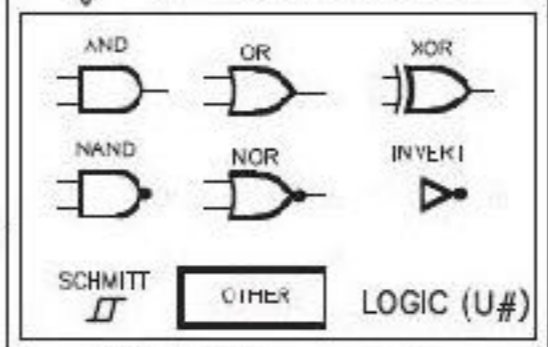 AND OR XOR
NAND NOR INVERT
SCHMITT OTHER LOGIC (U#)